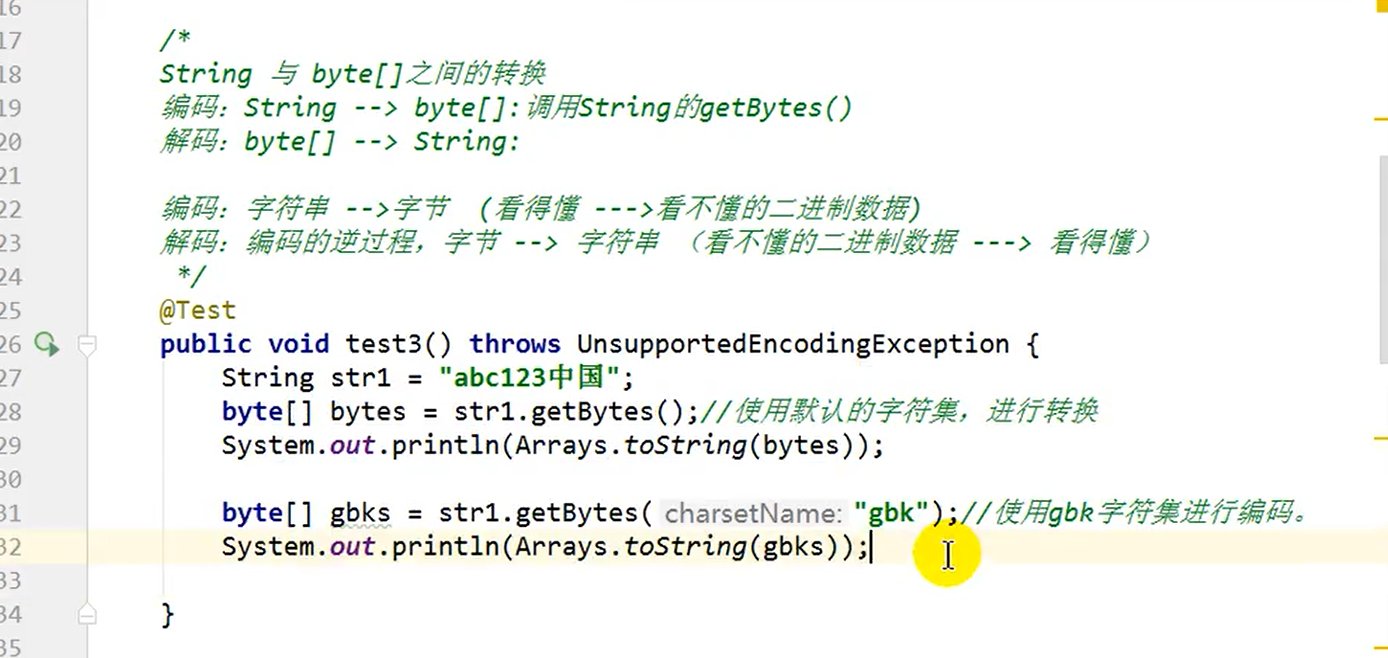 16
17 /*
18 String 与 byte[]之间的转换
19 编码：String --> byte[]:调用String的getBytes()
20 解码：byte[] --> String:
21
22 编码：字符串 -->字节 (看得懂 --->看不懂的二进制数据)
23 解码：编码的逆过程，字节 --> 字符串 （看不懂的二进制数据 ---> 看得懂）
24 */
25 @Test
26 public void test3() throws UnsupportedEncodingException {
27 String str1 = "abc123中国";
28 byte[] bytes = str1.getBytes();//使用默认的字符集，进行转换
29 System.out.println(Arrays.toString(bytes));
30
31 byte[] gbks = str1.getBytes( charsetName: "gbk");//使用gbk字符集进行编码。
32 System.out.println(Arrays.toString(gbks));
33
34 }
35